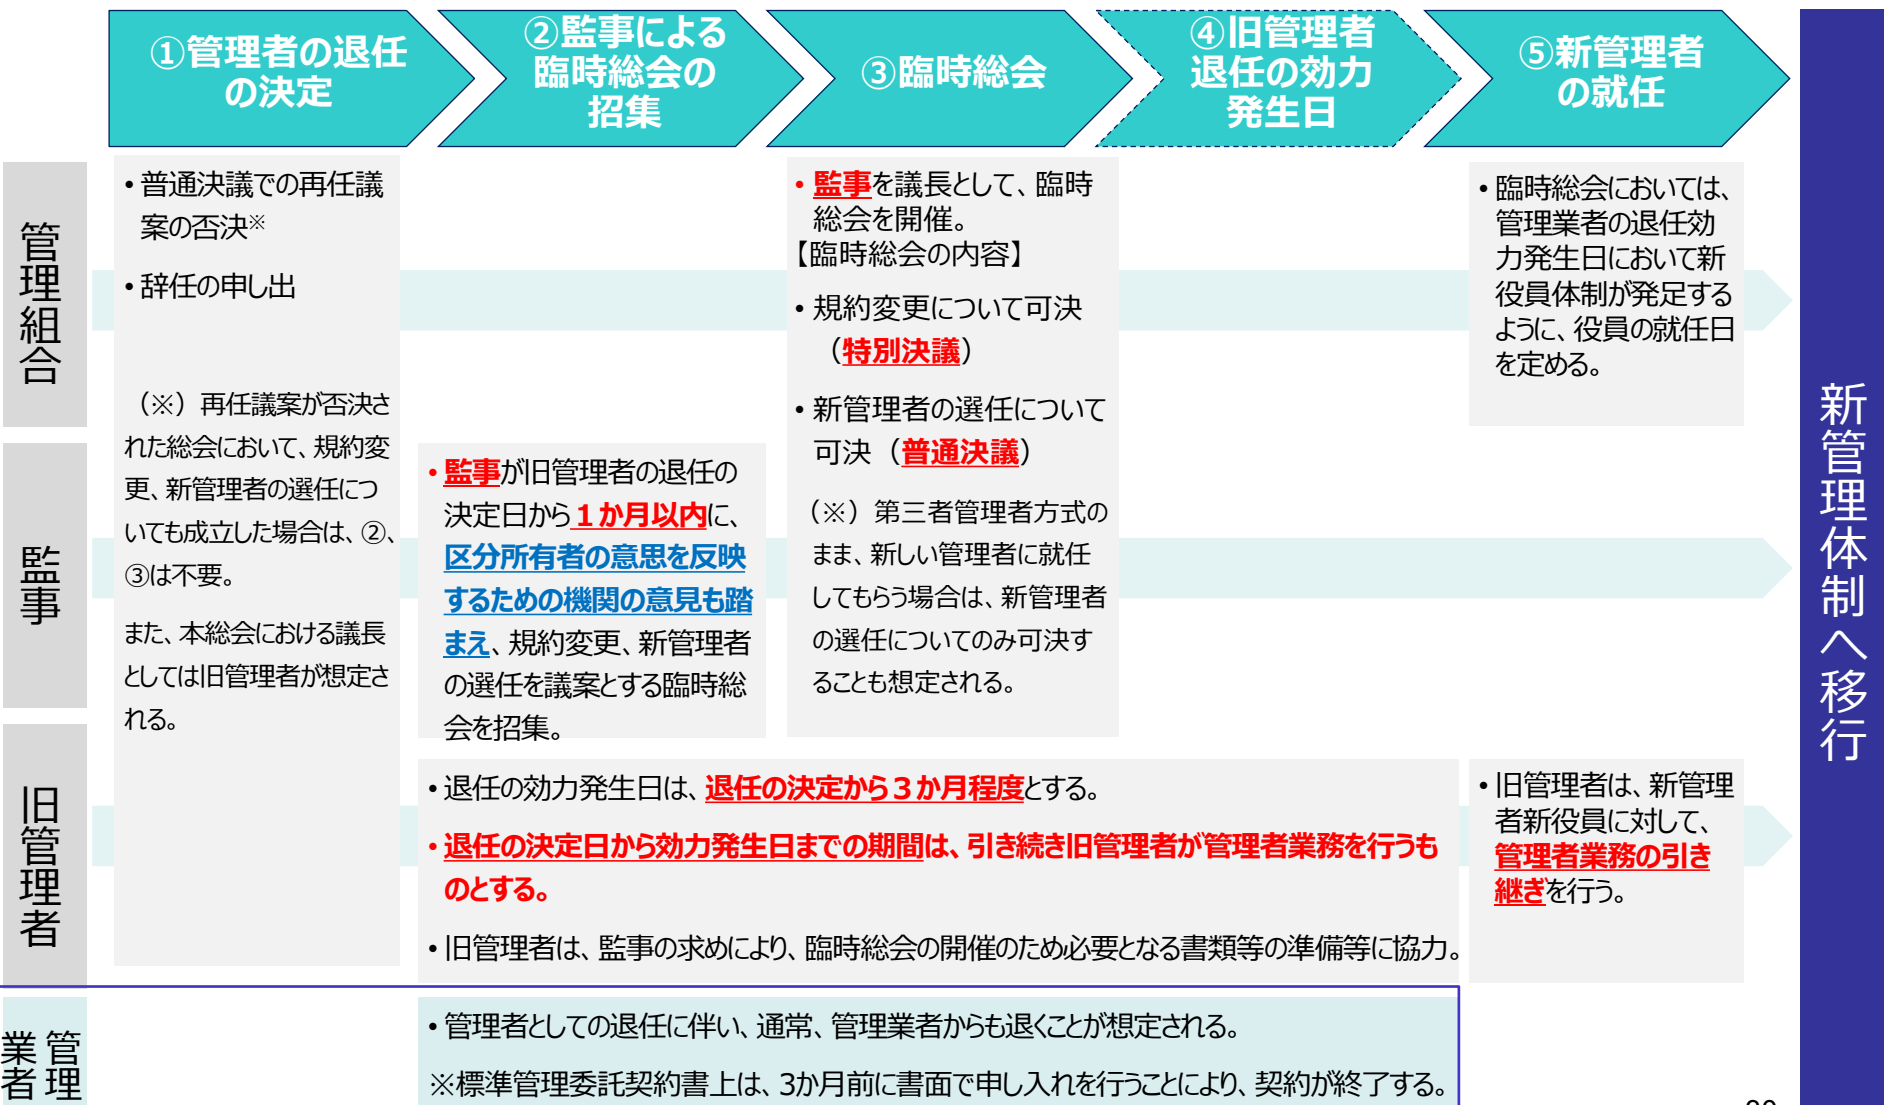 ①管理者の退任
の決定
②監事による
臨時総会の
招集
③臨時総会
④旧管理者
退任の効力
発生日
⑤新管理者
の就任
管理組合
・普通決議での再任議
案の否決※
・辞任の申し出
（※）再任議案が否決さ
れた総会において、規約変
更、新管理者の選任につ
いても成立した場合は、②、
③は不要。
また、本総会における議長
としては旧管理者が想定さ
れる。
・監事を議長として、臨時
総会を開催。
【臨時総会の内容】
・規約変更について可決
（特別決議）
・新管理者の選任について
可決（普通決議）
（※）第三者管理者方式の
まま、新しい管理者に就任
してもらう場合は、新管理者
の選任についてのみ可決す
ることも想定される。
・臨時総会においては、
管理業者の退任効
力発生日において新
役員体制が発足する
ように、役員の就任日
を定める。
監事
・監事が旧管理者の退任の
決定日から１か月以内に、
区分所有者の意思を反映
するための機関の意見も踏
まえ、規約変更、新管理者
の選任を議案とする臨時総
会を招集。
旧管理者
・退任の効力発生日は、退任の決定から３か月程度とする。
・退任の決定日から効力発生日までの期間は、引き続き旧管理者が管理者業務を行うも
のとする。
・旧管理者は、監事の求めにより、臨時総会の開催のため必要となる書類等の準備等に協力。
・旧管理者は、新管理
者新役員に対して、
管理者業務の引き
継ぎを行う。
管理
業者
・管理者としての退任に伴い、通常、管理業者からも退くことが想定される。
※標準管理委託契約書上は、3か月前に書面で申し入れを行うことにより、契約が終了する。
新管理体制へ移行